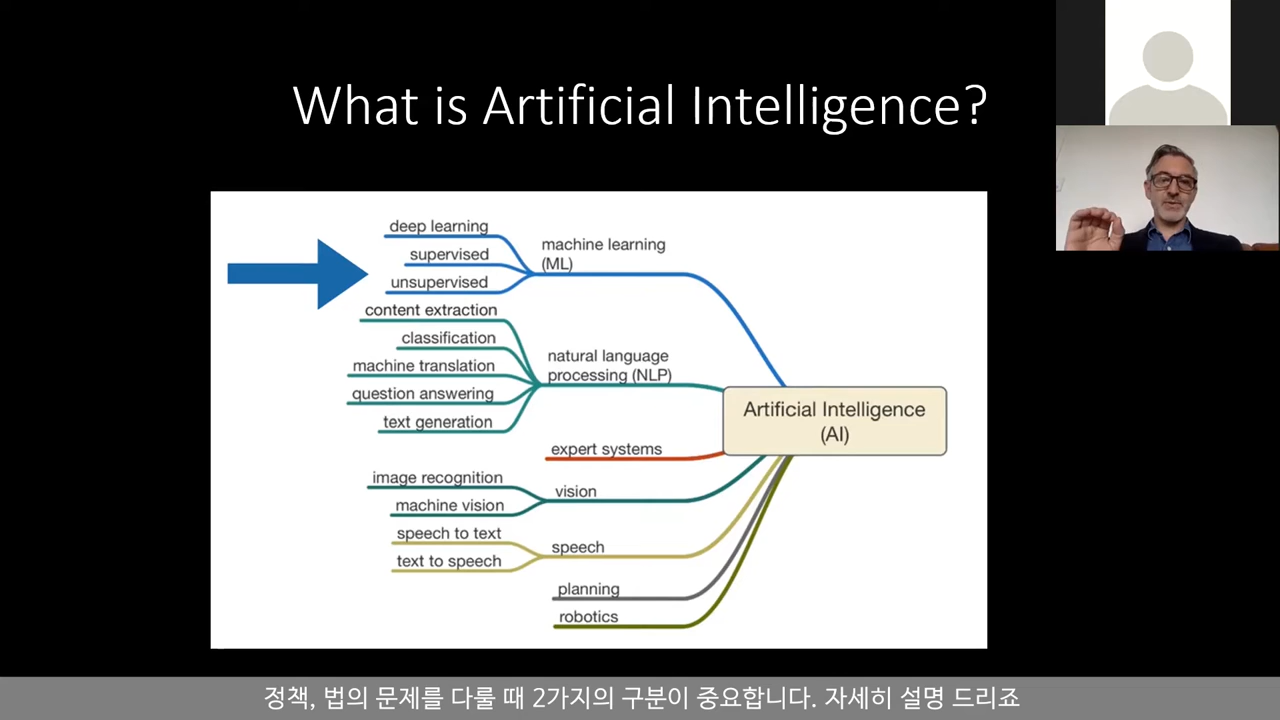 What is Artificial Intelligence?
deep learning
supervised
unsupervised
machine learning
(ML)
content extraction
classification
machine translation
question answering
text generation
natural language
processing (NLP)
Artificial Intelligence
(AI)
expert systems
image recognition
machine vision
vision
speech to text
text to speech
speech
planning
robotics
정책, 법의 문제를 다룰 때 2가지의 구분이 중요합니다. 자세히 설명 드리죠